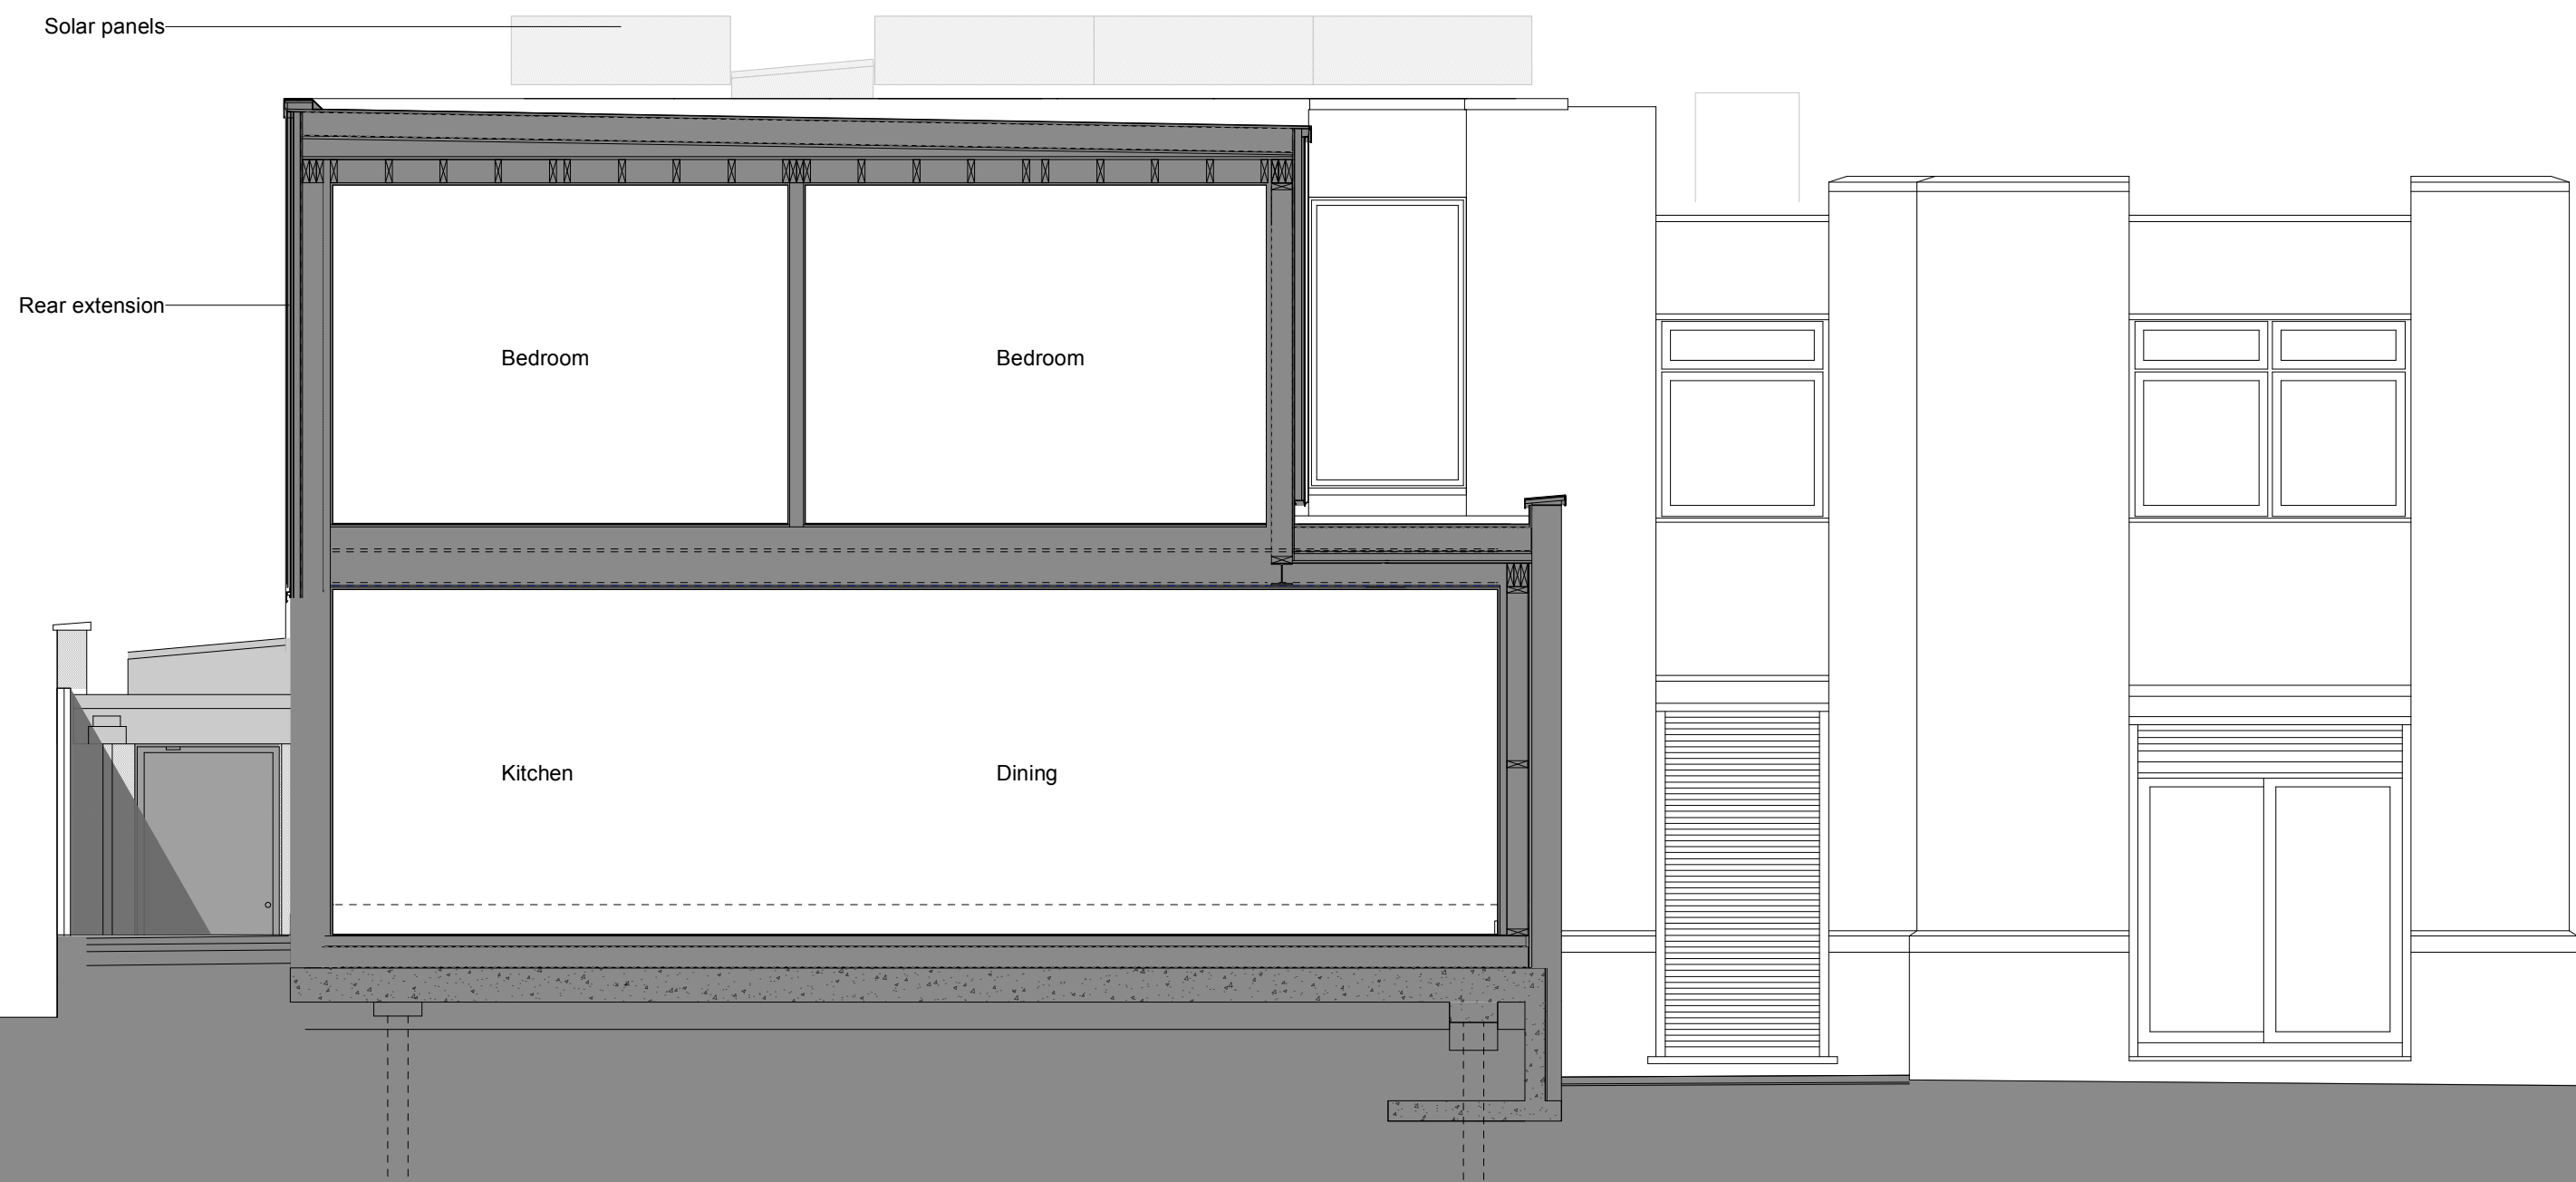 Solar panels
Rear extension
Bedroom
Bedroom
Kitchen
Dining